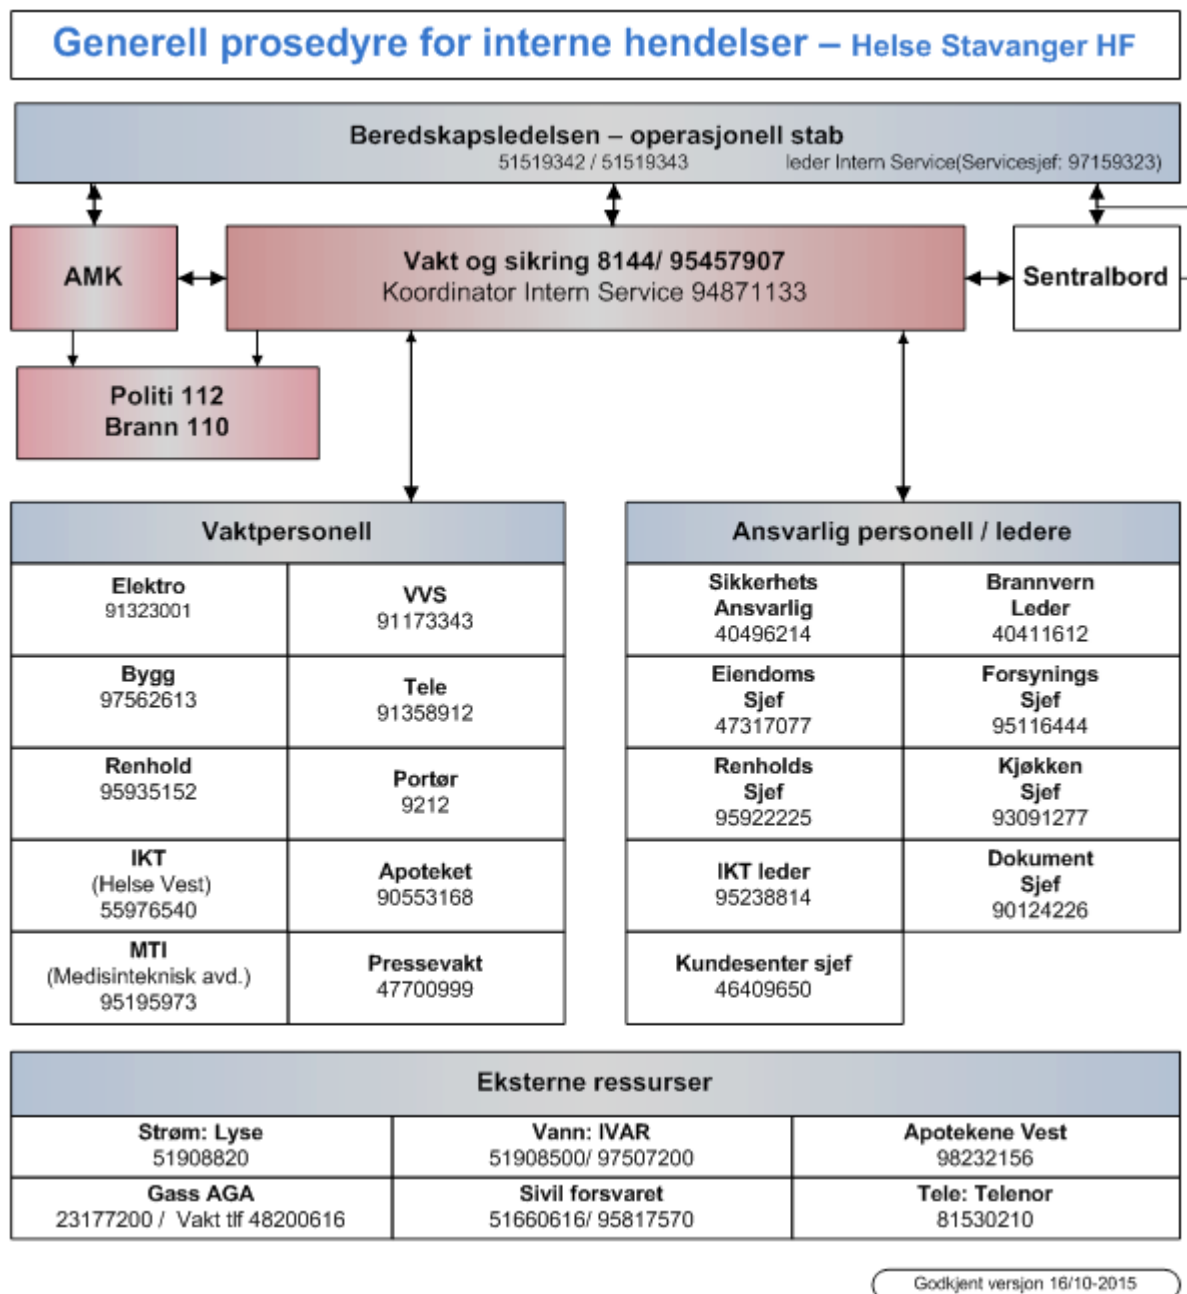 Generell prosedyre for interne hendelser – Helse Stavanger HF
Beredskapsledelsen – operasjonell stab
51519342 / 51519343 leder Intern Service(Servicesjef: 97159323)
AMK
Vakt og sikring 8144/ 95457907
Koordinator Intern Service 94871133
Sentralbord
Politi 112
Brann 110
Vaktpersonell
Elektro
91323001
VVS
91173343
Bygg
97562613
Tele
91358912
Renhold
95935152
Portør
9212
IKT
(Helse Vest)
55976540
Apoteket
90553168
MTI
(Medisinteknisk avd.)
95195973
Pressevakt
47700999
Ansvarlig personell / ledere
Sikkerhets
Ansvarlig
40496214
Brannvern
Leder
40411612
Eiendoms
Sjef
47317077
Forsynings
Sjef
95116444
Renholds
Sjef
95922225
Kjøkken
Sjef
93091277
IKT leder
95238814
Dokument
Sjef
90124226
Kundesenter sjef
46409650
Eksterne ressurser
Strøm: Lyse
51908820
Vann: IVAR
51908500/ 97507200
Apotekene Vest
98232156
Gass AGA
23177200 / Vakt tlf 48200616
Sivil forsvaret
51660616/ 95817570
Tele: Telenor
81530210
Godkjent versjon 16/10-2015